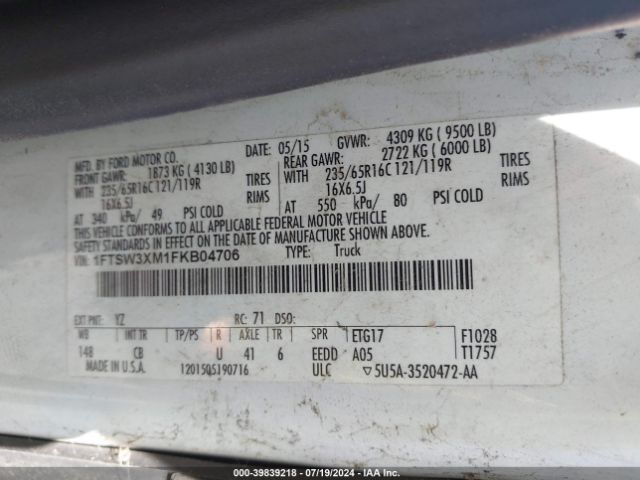 MFD. BY FORD MOTOR CO.
DATE: 05/15 GVWR: 4309 KG ( 9500 LB)
FRONT GAWR: 1873 KG ( 4130 LB)
REAR GAWR: 2722 KG ( 6000 LB)
WITH 235/65R16C 121/119R TIRES
WITH 235/65R16C 121/119R TIRES
16X6.5J RIMS
16X6.5J RIMS
AT 340 kPa/ 49 PSI COLD
AT 550 kPa/ 80 PSI COLD
THIS VEHICLE CONFORMS TO ALL APPLICABLE FEDERAL MOTOR VEHICLE
SAFETY STANDARDS IN EFFECT ON THE DATE OF MANUFACTURE SHOWN ABOVE.
VIN: 1FTSW3XM1FKB04706 TYPE: Truck
EXT PNT: YZ RC: 71 DSO:
WB INT TR TP/PS R AXLE TR SPR ETG17 F1028
148 CB U 41 6 EEDD A05 T1757
MADE IN U.S.A. 1201505190716 ULC ▽5U5A-3520472-AA
000-39839218 - 07/19/2024 - IAA Inc.